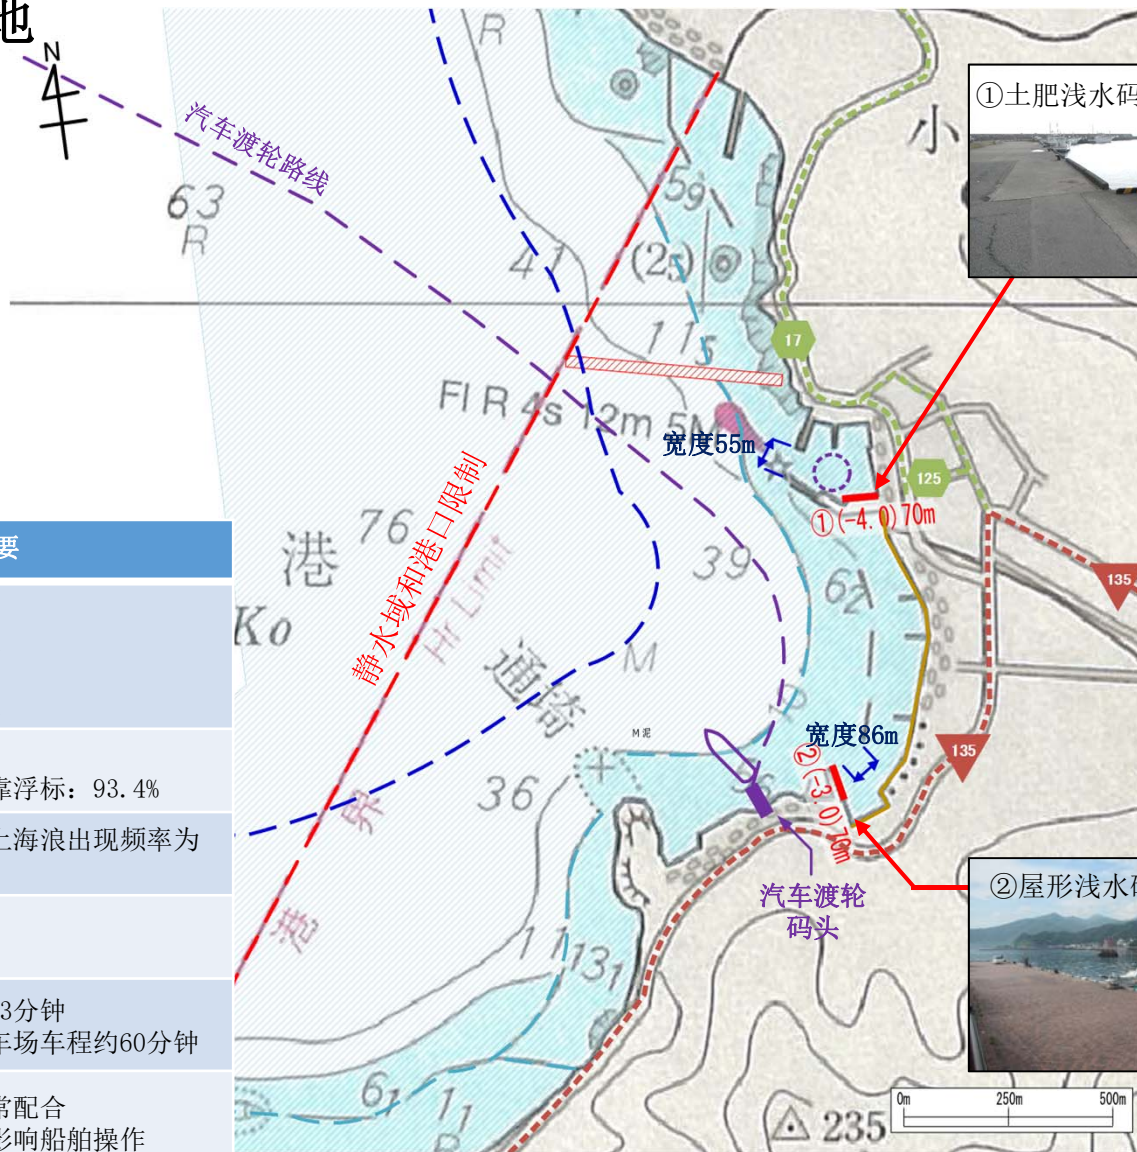 地
N
汽车渡轮路线
R
63
R
小
①土肥浅水码
59
(25)
41
11₅
17
Fl R 4s 12m 5M
宽度55m
125
①(-4.0)70m
静水域和港口限制
Hr Limit
港
76
39
6₂
135
要
Ko
通埼
M
M 泥
宽度86m
135
36
②(-3.0)70m
靠浮标：93.4%
上海浪出现频率为
界
港
汽车渡轮
码头
②屋形浅水码
11
13₁
3分钟
车场车程约60分钟
常配合
影响船舶操作
6₁
1₁
R
235
0m 250m 500m